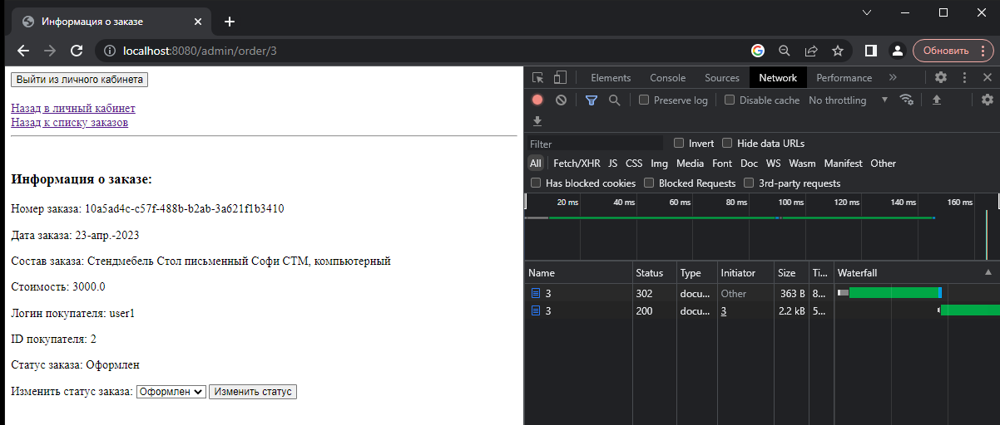 Информация о заказе
localhost:8080/admin/order/3
Обновить
Выйти из личного кабинета
Назад в личный кабинет
Назад к списку заказов
Информация о заказе:
Номер заказа: 10a5ad4c-c57f-488b-b2ab-3a621f1b3410
Дата заказа: 23-апр.-2023
Состав заказа: Стендмебель Стол письменный Софи СТМ, компьютерный
Стоимость: 3000.0
Логин покупателя: user1
ID покупателя: 2
Статус заказа: Оформлен
Изменить статус заказа: Оформлен Изменить статус
Elements Console Sources Network Performance »
Preserve log Disable cache No throttling
Filter Invert Hide data URLs
All Fetch/XHR JS CSS Img Media Font Doc WS Wasm Manifest Other
Has blocked cookies Blocked Requests 3rd-party requests
20 ms 40 ms 60 ms 80 ms 100 ms 120 ms 140 ms 160 ms
Name Status Type Initiator Size Ti... Waterfall
3 302 docu... Other 363 B 8...
3 200 docu... 3 2.2 kB 5...